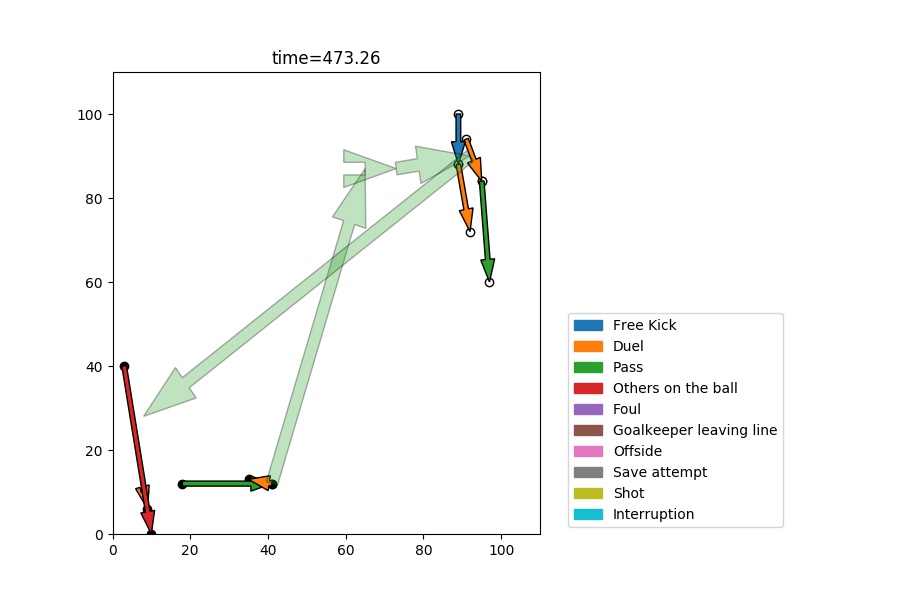 time=473.26
100
80
60
40
20
0
0 20 40 60 80 100
Free Kick
Duel
Pass
Others on the ball
Foul
Goalkeeper leaving line
Offside
Save attempt
Shot
Interruption